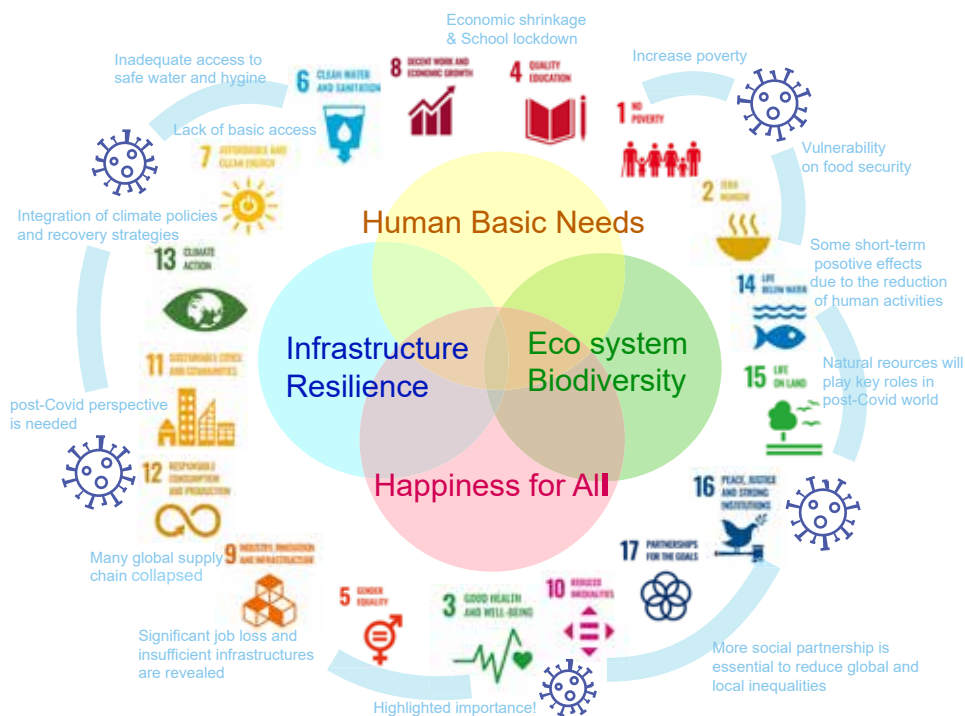 Economic shrinkage
& School lockdown
Increase poverty
Inadequate access to
safe water and hygine
6 CLEAN WATER
AND SANITATION
8 DECENT WORK AND
ECONOMIC GROWTH
4 QUALITY
EDUCATION
1 NO
POVERTY
Lack of basic access
7 AFFORDABLE AND
CLEAN ENERGY
Vulnerability
on food security
2 ZERO
HUNGER
Human Basic Needs
Integration of climate policies
and recovery strategies
13 CLIMATE
ACTION
Some short-term
posotive effects
due to the reduction
of human activities
14 LIFE
BELOW WATER
Infrastructure
Resilience
Eco system
Biodiversity
11 SUSTAINABLE CITIES
AND COMMUNITIES
15 LIFE
ON LAND
Natural reources will
play key roles in
post-Covid world
post-Covid perspective
is needed
12 RESPONSIBLE
CONSUMPTION
AND PRODUCTION
Happiness for All
16 PEACE, JUSTICE
AND STRONG
INSTITUTIONS
Many global supply
chain collapsed
9 INDUSTRY, INNOVATION
AND INFRASTRUCTURE
17 PARTNERSHIPS
FOR THE GOALS
5 GENDER
EQUALITY
3 GOOD HEALTH
AND WELL-BEING
10 REDUCED
INEQUALITIES
Significant job loss and
insufficient infrastructures
are revealed
More social partnership is
essential to reduce global and
local inequalities
Highlighted importance!